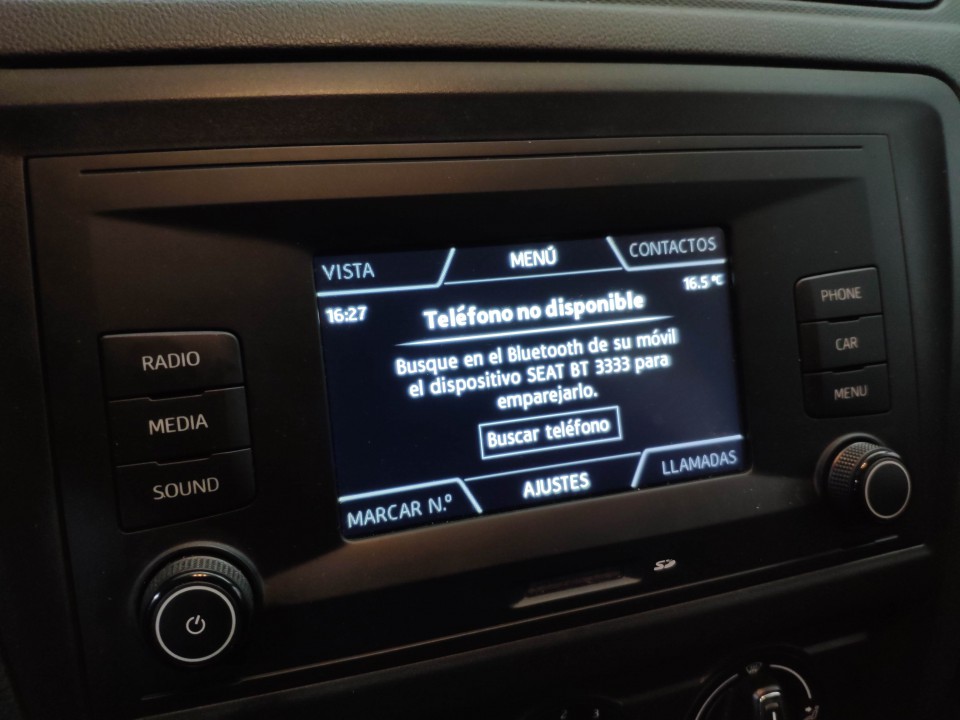 VISTA
MENÚ
CONTACTOS
16:27
16.5 °C
Teléfono no disponible
Busque en el Bluetooth de su móvil
el dispositivo SEAT BT 3333 para
emparejarlo.
Buscar teléfono
MARCAR N.º
AJUSTES
LLAMADAS
RADIO
MEDIA
SOUND
PHONE
CAR
MENU
SD